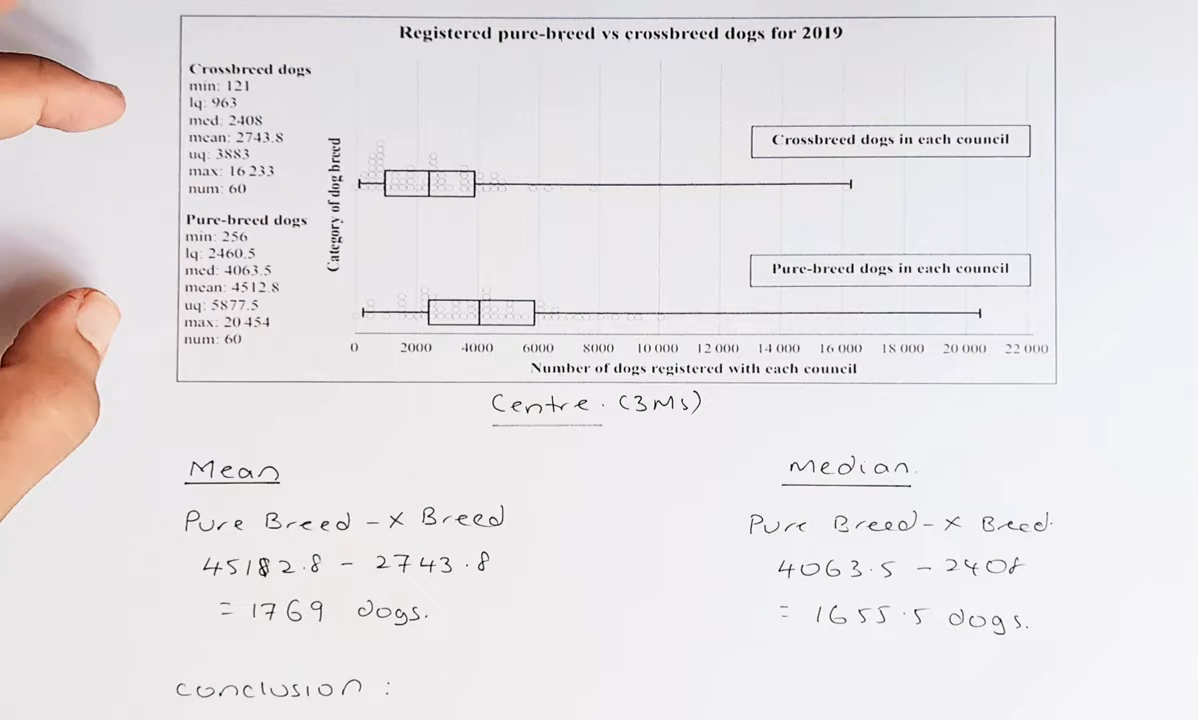 Registered pure-breed vs crossbreed dogs for 2019
Crossbreed dogs
min: 121
lq: 963
med: 2408
mean: 2743.8
uq: 3883
max: 16 233
num: 60
Pure-breed dogs
min: 256
lq: 2460.5
med: 4063.5
mean: 4512.8
uq: 5877.5
max: 20 454
num: 60
Category of dog breed
Crossbreed dogs in each council
Pure-breed dogs in each council
0 2000 4000 6000 8000 10 000 12 000 14 000 16 000 18 000 20 000 22 000
Number of dogs registered with each council
Centre. (3Ms)
Mean
Pure Breed - X Breed
45182.8 - 2743.8
= 1769 dogs.
Median.
Pure Breed - X Breed.
4063.5 - 2408
= 1655.5 dogs.
Conclusion: